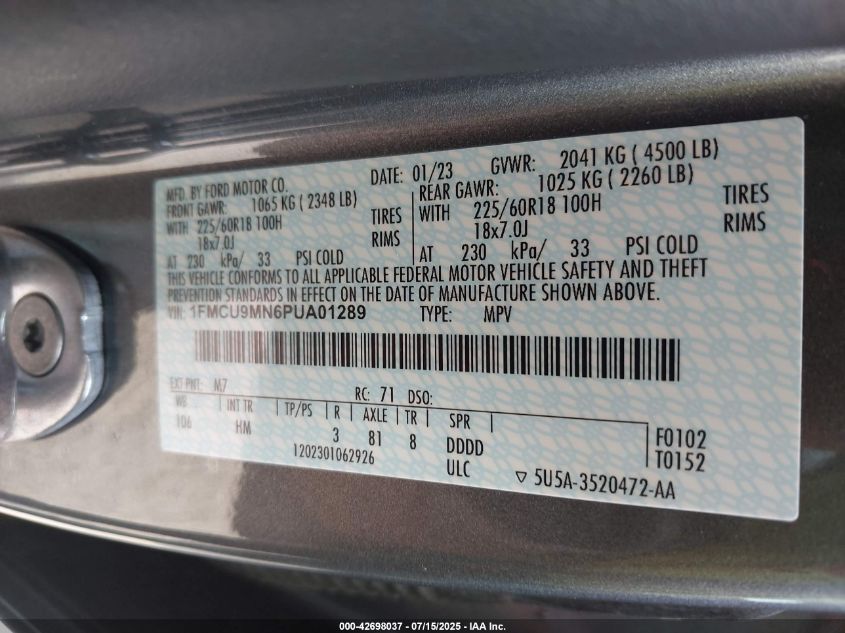 MFD. BY FORD MOTOR CO. DATE: 01/23 GVWR: 2041 KG ( 4500 LB)
FRONT GAWR: 1065 KG ( 2348 LB) REAR GAWR: 1025 KG ( 2260 LB)
WITH 225/60R18 100H TIRES WITH 225/60R18 100H TIRES
18x7.0J RIMS 18x7.0J RIMS
AT 230 kPa/ 33 PSI COLD AT 230 kPa/ 33 PSI COLD
THIS VEHICLE CONFORMS TO ALL APPLICABLE FEDERAL MOTOR VEHICLE SAFETY AND THEFT
PREVENTION STANDARDS IN EFFECT ON THE DATE OF MANUFACTURE SHOWN ABOVE.
VIN: 1FMCU9MN6PUA01289 TYPE: MPV
EXT PNT: M7 RC: 71 DSO:
WB INT TR TP/PS R AXLE TR SPR
106 HM 3 81 8 DDDD F0102
1202301062926 ULC T0152
▽ 5U5A-3520472-AA
000-42698037 - 07/15/2025 - IAA Inc.